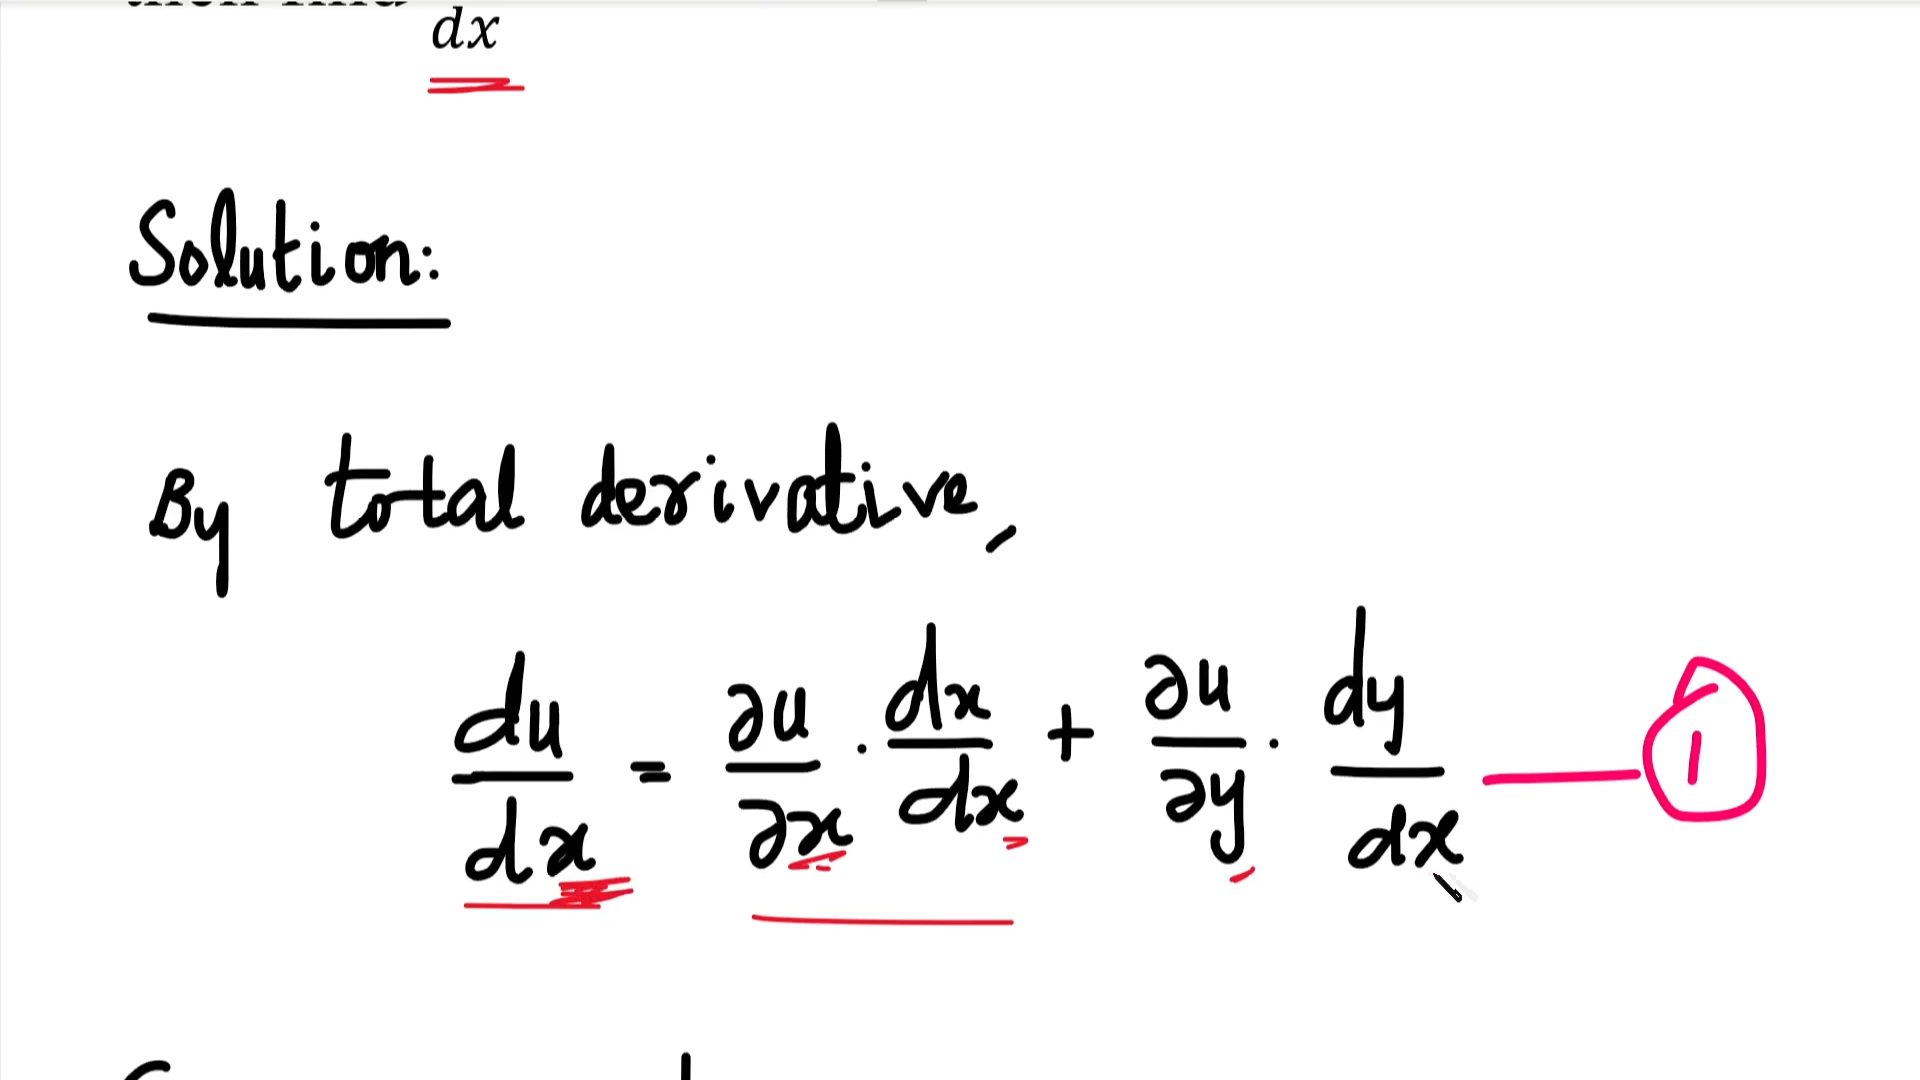 dx
Solution:
By total derivative,
du/dx = ∂u/∂x · dx/dx + ∂u/∂y · dy/dx —— 1